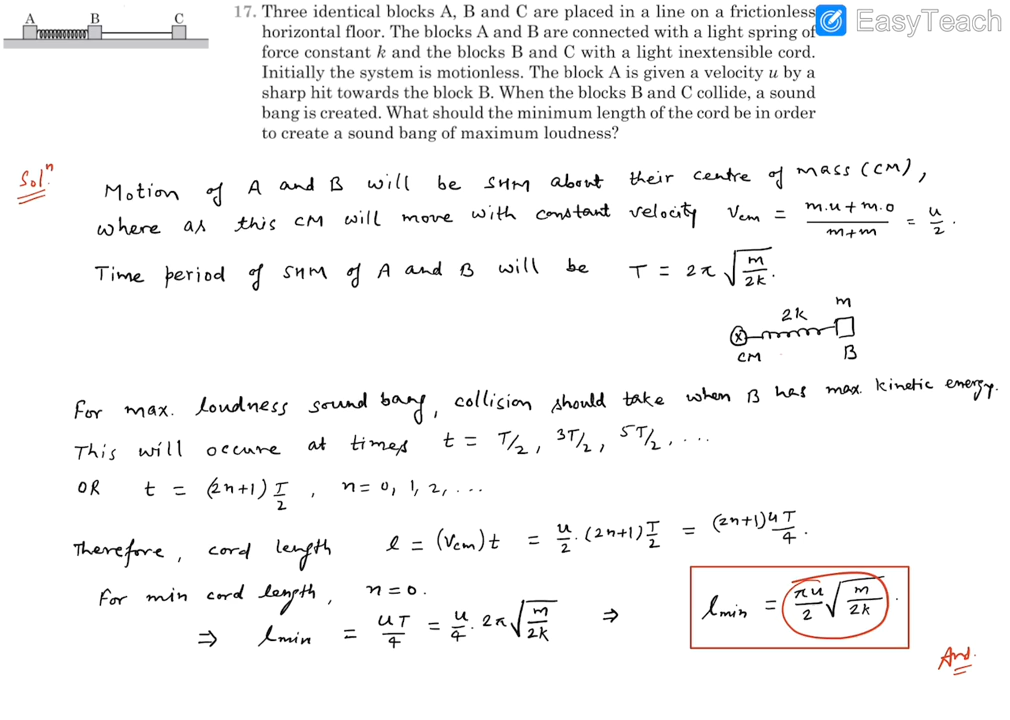 A B C
17. Three identical blocks A, B and C are placed in a line on a frictionless
horizontal floor. The blocks A and B are connected with a light spring of
force constant k and the blocks B and C with a light inextensible cord.
Initially the system is motionless. The block A is given a velocity u by a
sharp hit towards the block B. When the blocks B and C collide, a sound
bang is created. What should the minimum length of the cord be in order
to create a sound bang of maximum loudness?
EasyTeach
Solⁿ.
Motion of A and B will be SHM about their centre of mass (CM),
where as this CM will move with constant velocity Vcm = (m.u + m.0)/(m+m) = u/2.
Time period of SHM of A and B will be T = 2π √(m/2k).
2k m
CM B
For max. loudness sound bang, collision should take when B has max. kinetic energy.
This will occure at times t = T/2, 3T/2, 5T/2, ....
OR t = (2n+1) T/2, n = 0, 1, 2, ...
Therefore, cord length l = (Vcm)t = u/2 . (2n+1) T/2 = (2n+1)uT/4.
For min cord length, n = 0.
⇒ lmin = uT/4 = u/4 . 2π √(m/2k) ⇒ lmin = πu/2 √(m/2k).
Ans.